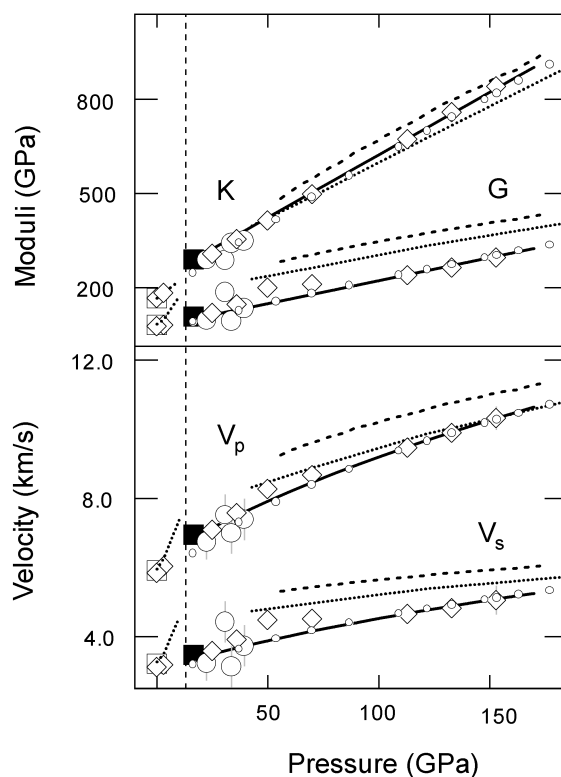 800
500
200
Moduli (GPa)
K
G
12.0
8.0
4.0
Velocity (km/s)
Vp
Vs
50
100
150
Pressure (GPa)